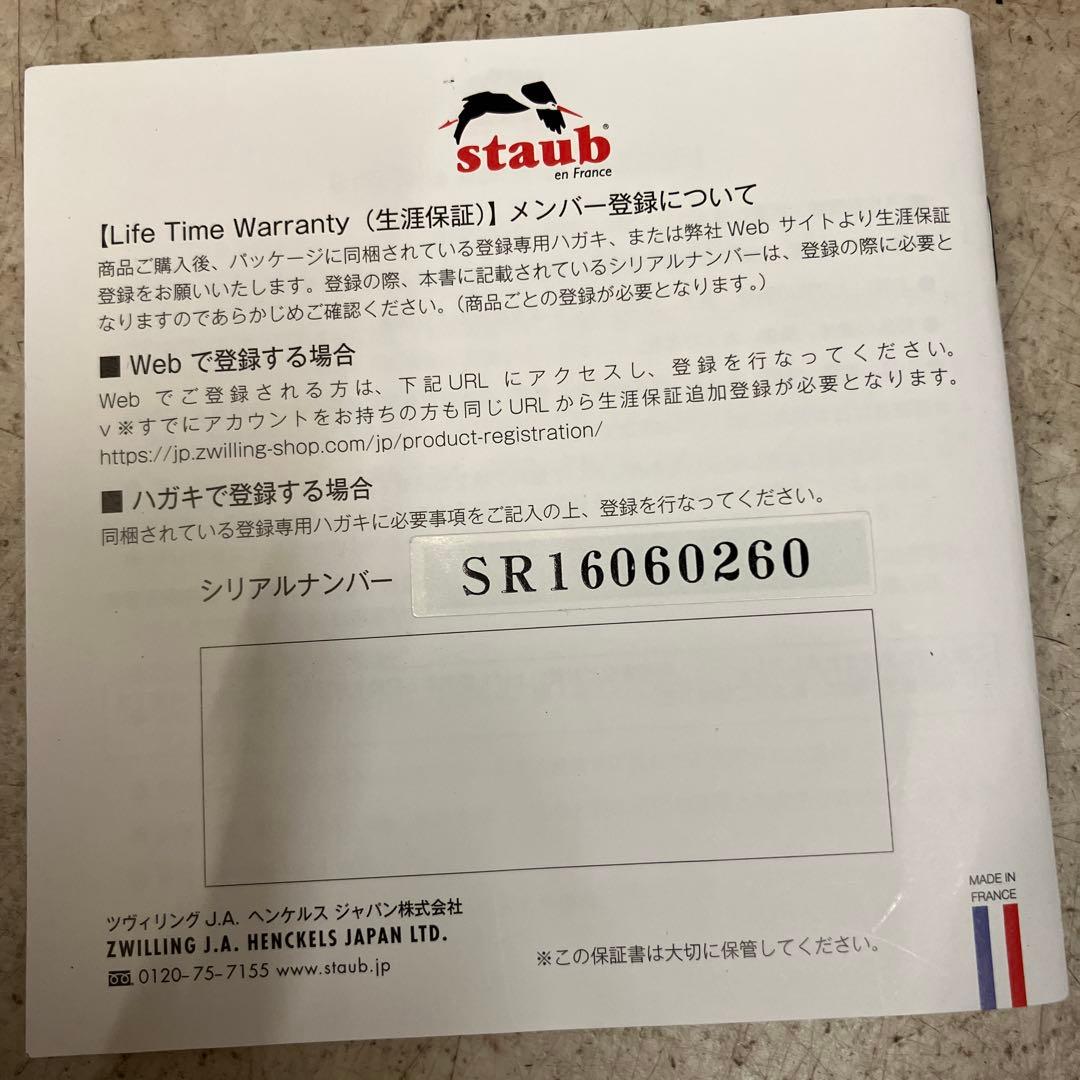 staub®
en France
【Life Time Warranty（生涯保証）】メンバー登録について
商品ご購入後、パッケージに同梱されている登録専用ハガキ、または弊社Web サイトより生涯保証
登録をお願いいたします。登録の際、本書に記載されているシリアルナンバーは、登録の際に必要と
なりますのであらかじめご確認ください。（商品ごとの登録が必要となります。）
■ Web で登録する場合
Web でご登録される方は、下記URL にアクセスし、登録を行なってください。
v ※すでにアカウントをお持ちの方も同じURLから生涯保証追加登録が必要となります。
https://jp.zwilling-shop.com/jp/product-registration/
■ ハガキで登録する場合
同梱されている登録専用ハガキに必要事項をご記入の上、登録を行なってください。
シリアルナンバー SR16060260
ツヴィリング J.A. ヘンケルス ジャパン株式会社
ZWILLING J.A. HENCKELS JAPAN LTD.
0120-75-7155 www.staub.jp
※この保証書は大切に保管してください。
MADE IN
FRANCE